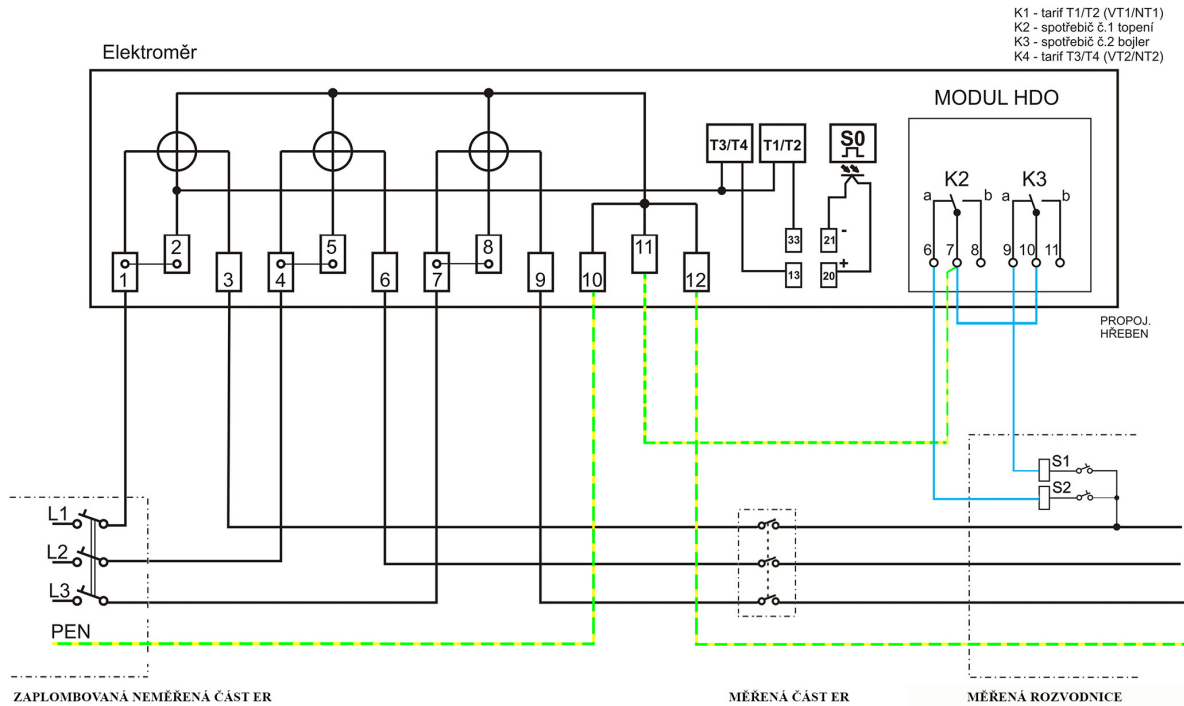 K1 - tarif T1/T2 (VT1/NT1)
K2 - spotřebič č.1 topení
K3 - spotřebič č.2 bojler
K4 - tarif T3/T4 (VT2/NT2)
Elektroměr
MODUL HDO
T3/T4 T1/T2 S0
K2 K3
a b a b
2 5 8 11 33 21 - 6 7 8 9 10 11
1 3 4 6 7 9 10 12 13 20 +
PROPOJ.
HŘEBEN
S1
S2
L1
L2
L3
PEN
ZAPLOMBOVANÁ NEMĚŘENÁ ČÁST ER MĚŘENÁ ČÁST ER MĚŘENÁ ROZVODNICE